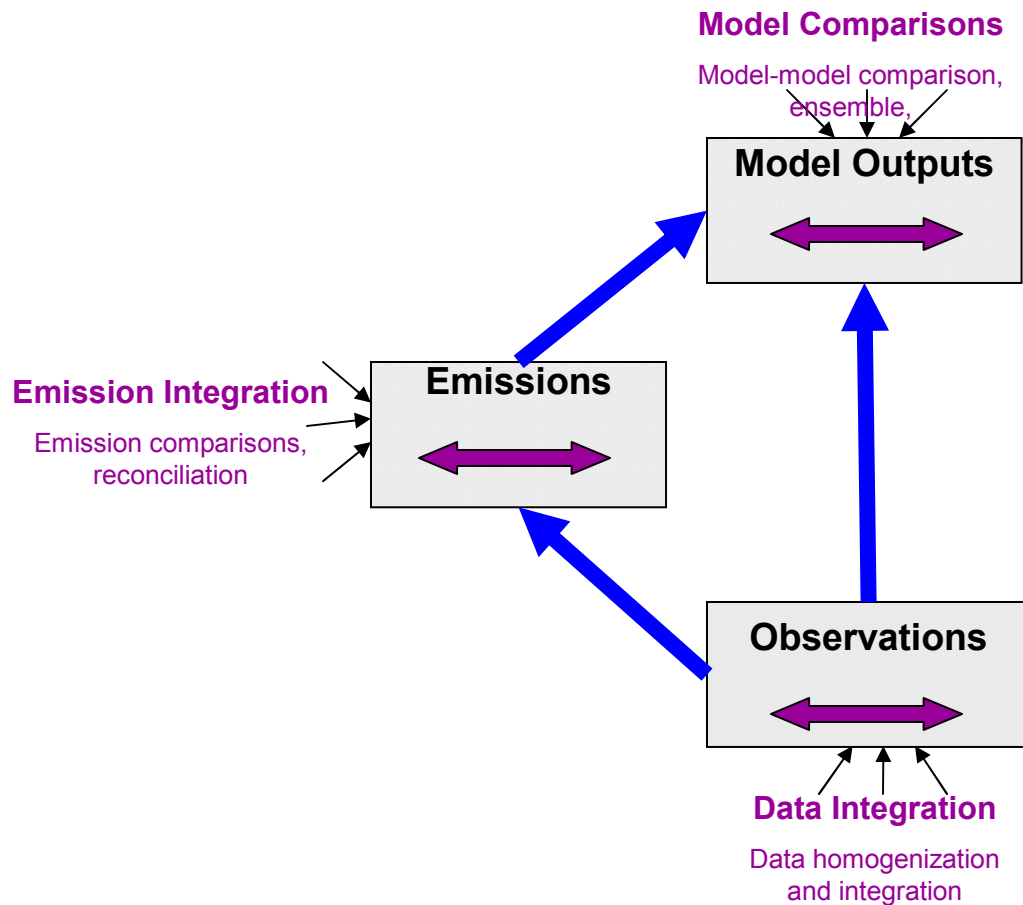 Model Comparisons
Model-model comparison,
ensemble,
Model Outputs
Emissions
Emission Integration
Emission comparisons,
reconciliation
Observations
Data Integration
Data homogenization
and integration